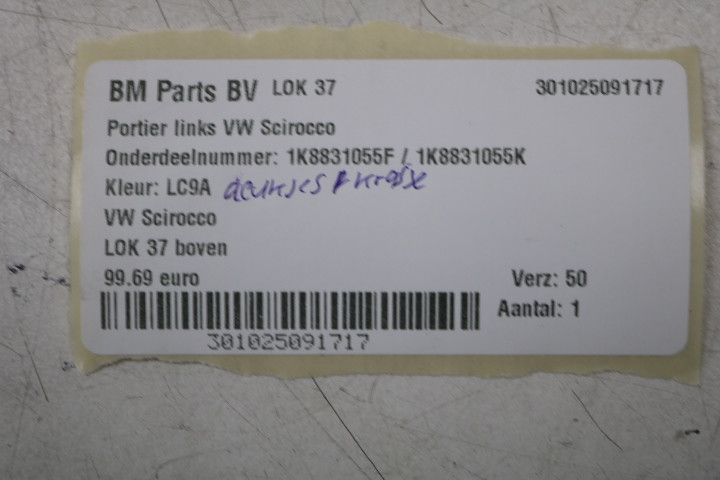 BM Parts BV LOK 37 301025091717
Portier links VW Scirocco
Onderdeelnummer: 1K8831055F / 1K8831055K
Kleur: LC9A deukjes
VW Scirocco
LOK 37 boven
99.69 euro Verz: 50
Aantal: 1
301025091717